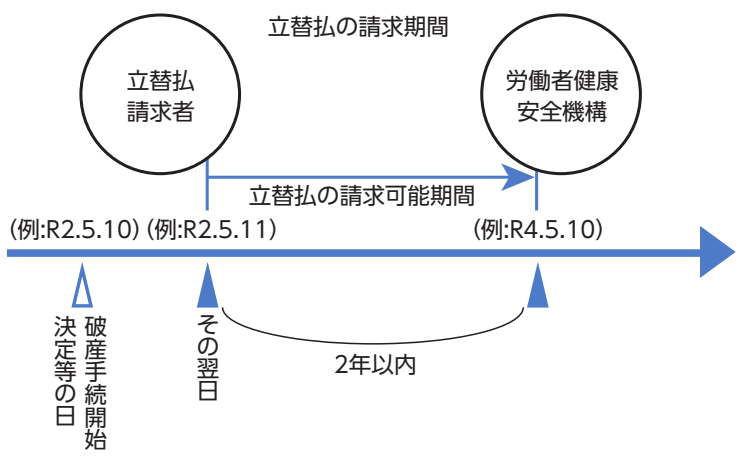 立替払の請求期間
立替払
請求者
労働者健康
安全機構
立替払の請求可能期間
(例:R2.5.10)
(例:R2.5.11)
(例:R4.5.10)
破産手続開始
決定等の日
その翌日
2年以内